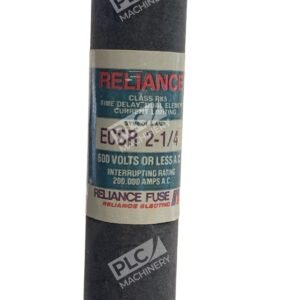 PLC
MACHINERY
RELIANCE
CLASS RK5
TIME DELAY DUAL ELEMENT
CURRENT LIMITING
ECSR 2-1/4
600 VOLTS OR LESS A.C.
INTERRUPTING RATING
200,000 AMPS A.C.
RELIANCE FUSE
RELIANCE ELECTRIC
PLC
MACHINERY